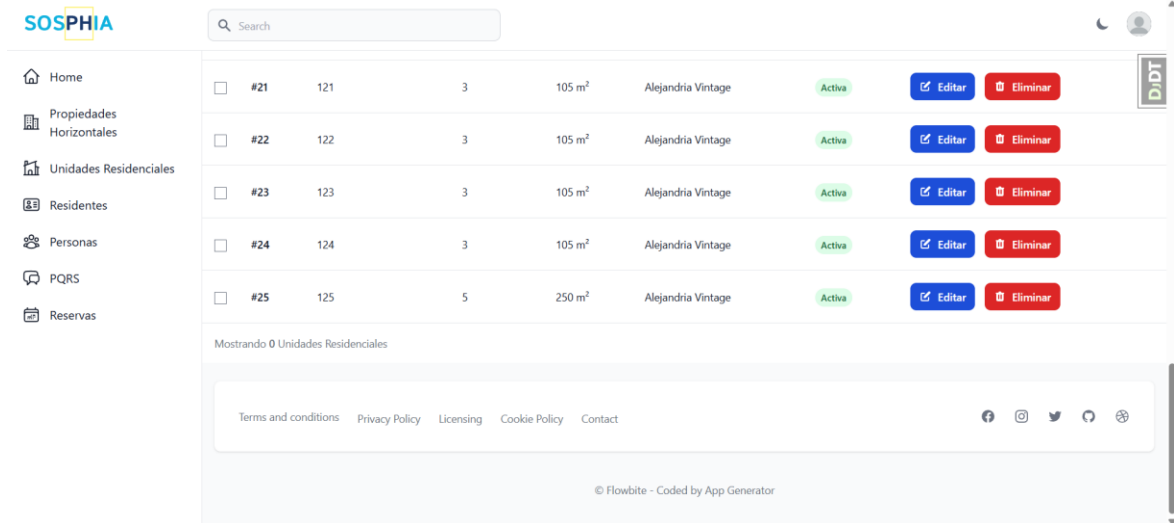 SOSPHIA
Search
Home
Propiedades
Horizontales
Unidades Residenciales
Residentes
Personas
PQRS
Reservas
#21 121 3 105 m² Alejandria Vintage Activa Editar Eliminar
#22 122 3 105 m² Alejandria Vintage Activa Editar Eliminar
#23 123 3 105 m² Alejandria Vintage Activa Editar Eliminar
#24 124 3 105 m² Alejandria Vintage Activa Editar Eliminar
#25 125 5 250 m² Alejandria Vintage Activa Editar Eliminar
Mostrando 0 Unidades Residenciales
DJDT
Terms and conditions Privacy Policy Licensing Cookie Policy Contact
© Flowbite - Coded by App Generator